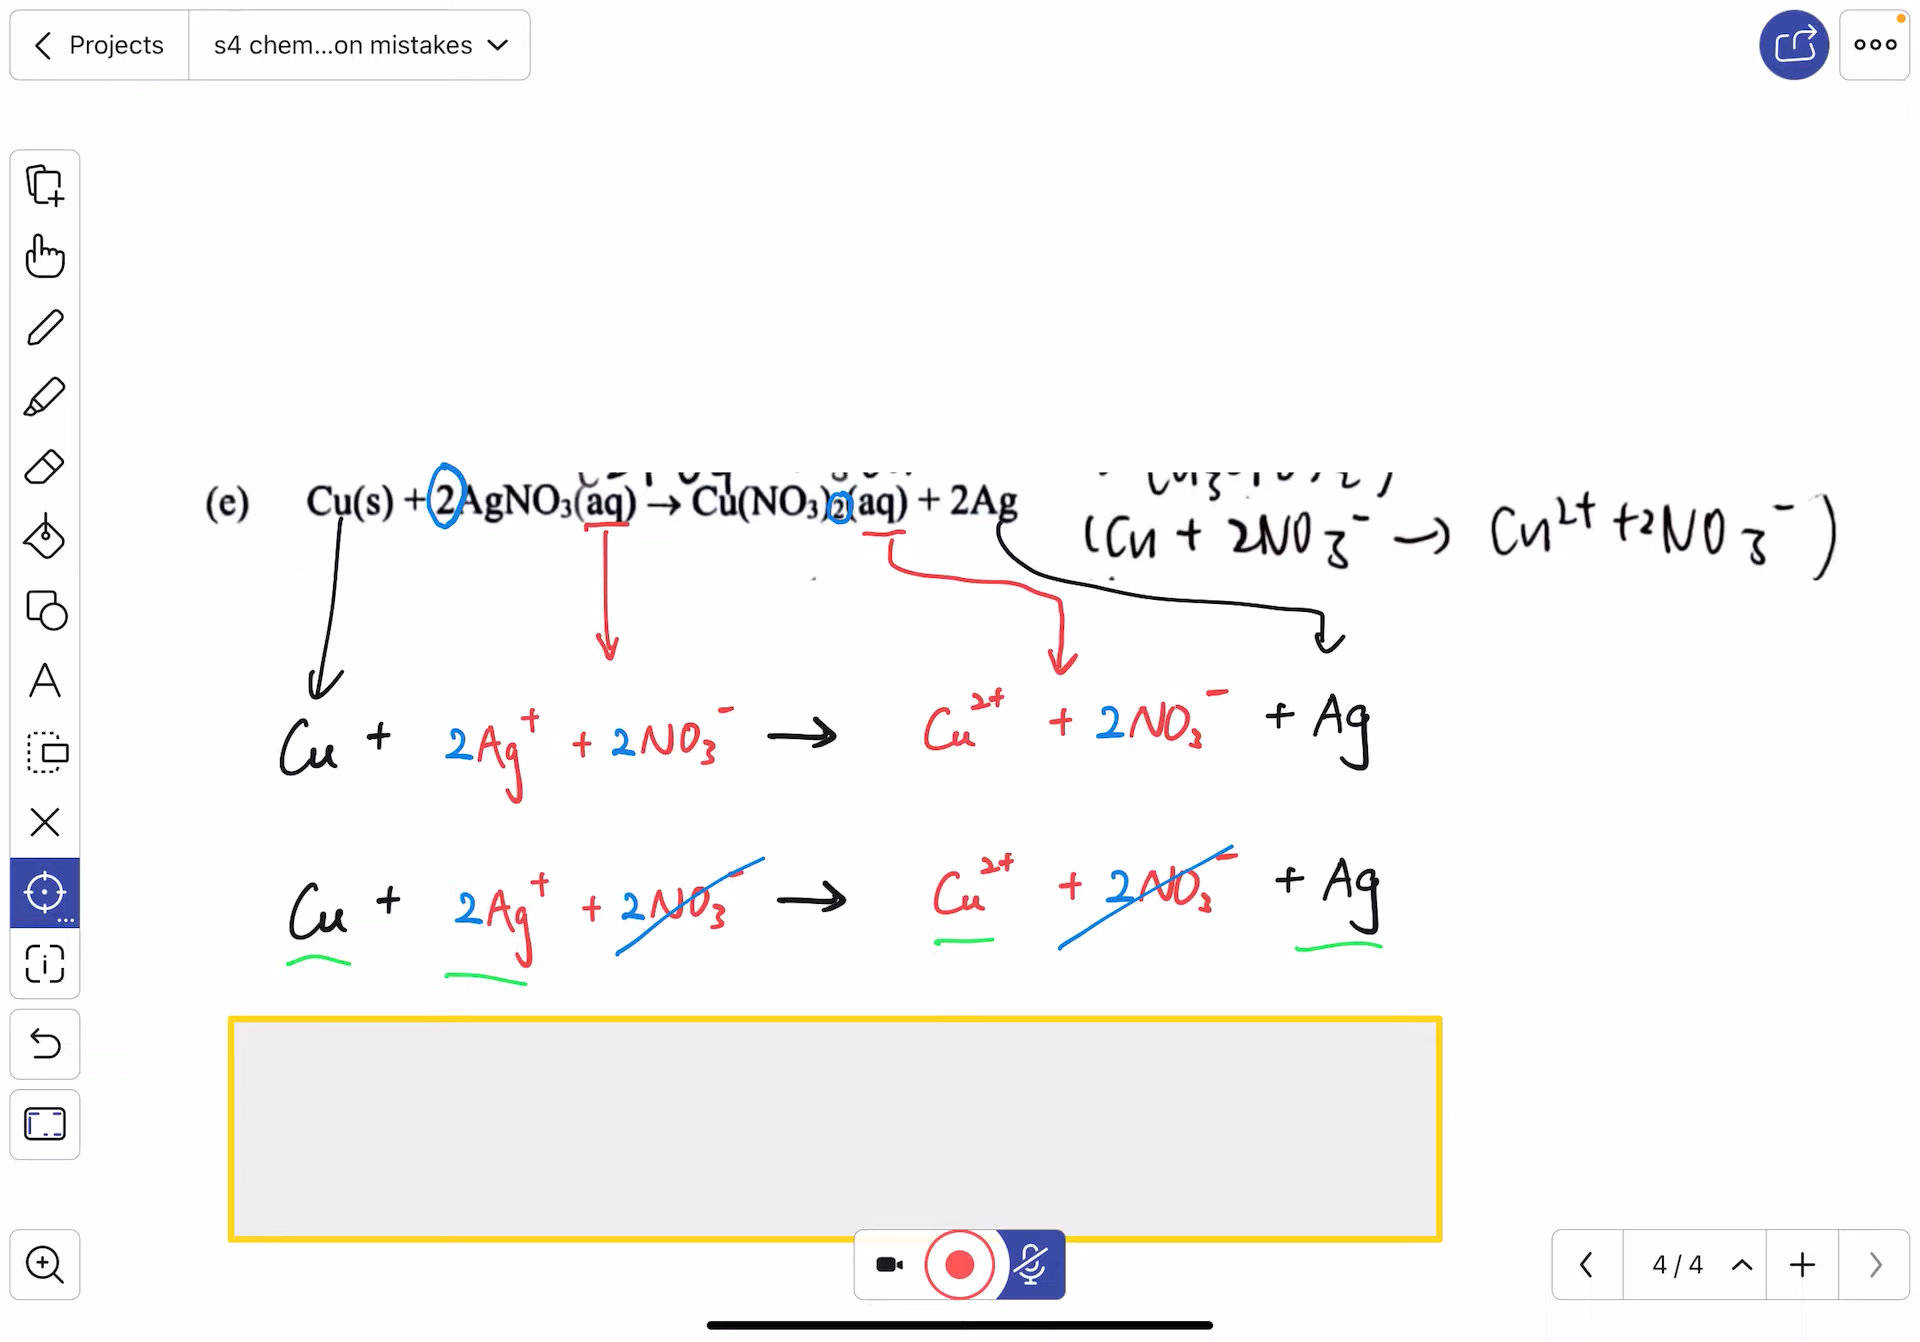 Projects
s4 chem...on mistakes
(e) Cu(s) + 2AgNO₃(aq) → Cu(NO₃)₂(aq) + 2Ag
(Cu + 2NO₃⁻ → Cu²⁺ + 2NO₃⁻)
Cu + 2Ag⁺ + 2NO₃⁻ → Cu²⁺ + 2NO₃⁻ + Ag
Cu + 2Ag⁺ + 2NO₃⁻ → Cu²⁺ + 2NO₃⁻ + Ag
4 / 4